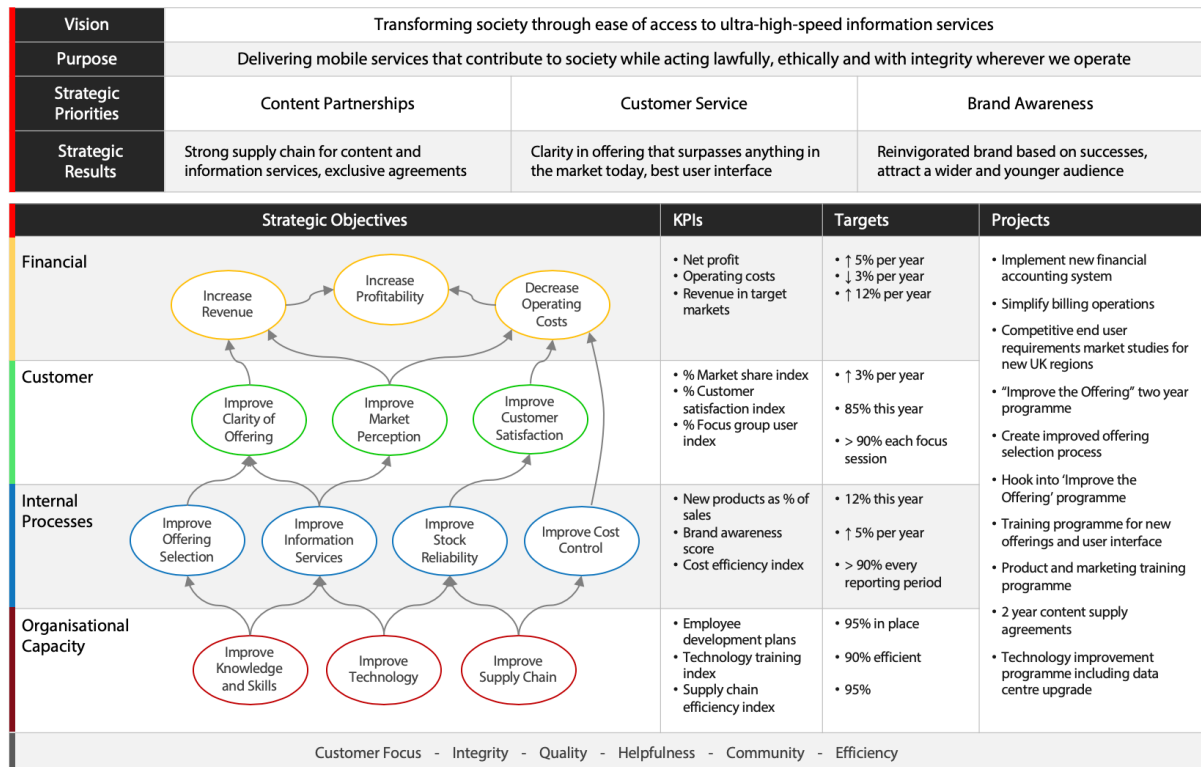 Vision
Transforming society through ease of access to ultra-high-speed information services
Purpose
Delivering mobile services that contribute to society while acting lawfully, ethically and with integrity wherever we operate
Strategic
Priorities
Content Partnerships
Customer Service
Brand Awareness
Strategic
Results
Strong supply chain for content and
information services, exclusive agreements
Clarity in offering that surpasses anything in
the market today, best user interface
Reinvigorated brand based on successes,
attract a wider and younger audience
Strategic Objectives
KPIs
Targets
Projects
Financial
Increase
Revenue
Increase
Profitability
Decrease
Operating
Costs
• Net profit
• Operating costs
• Revenue in target
markets
• ↑ 5% per year
• ↓ 3% per year
• ↑ 12% per year
Customer
Improve
Clarity of
Offering
Improve
Market
Perception
Improve
Customer
Satisfaction
• % Market share index
• % Customer
satisfaction index
• % Focus group user
index
• ↑ 3% per year
• 85% this year
• > 90% each focus
session
Internal
Processes
Improve
Offering
Selection
Improve
Information
Services
Improve
Stock
Reliability
Improve Cost
Control
• New products as % of
sales
• Brand awareness
score
• Cost efficiency index
• 12% this year
• ↑ 5% per year
• > 90% every
reporting period
Organisational
Capacity
Improve
Knowledge
and Skills
Improve
Technology
Improve
Supply Chain
• Employee
development plans
• Technology training
index
• Supply chain
efficiency index
• 95% in place
• 90% efficient
• 95%
• Implement new financial
accounting system
• Simplify billing operations
• Competitive end user
requirements market studies for
new UK regions
• “Improve the Offering” two year
programme
• Create improved offering
selection process
• Hook into ‘Improve the
Offering’ programme
• Training programme for new
offerings and user interface
• Product and marketing training
programme
• 2 year content supply
agreements
• Technology improvement
programme including data
centre upgrade
Customer Focus - Integrity - Quality - Helpfulness - Community - Efficiency